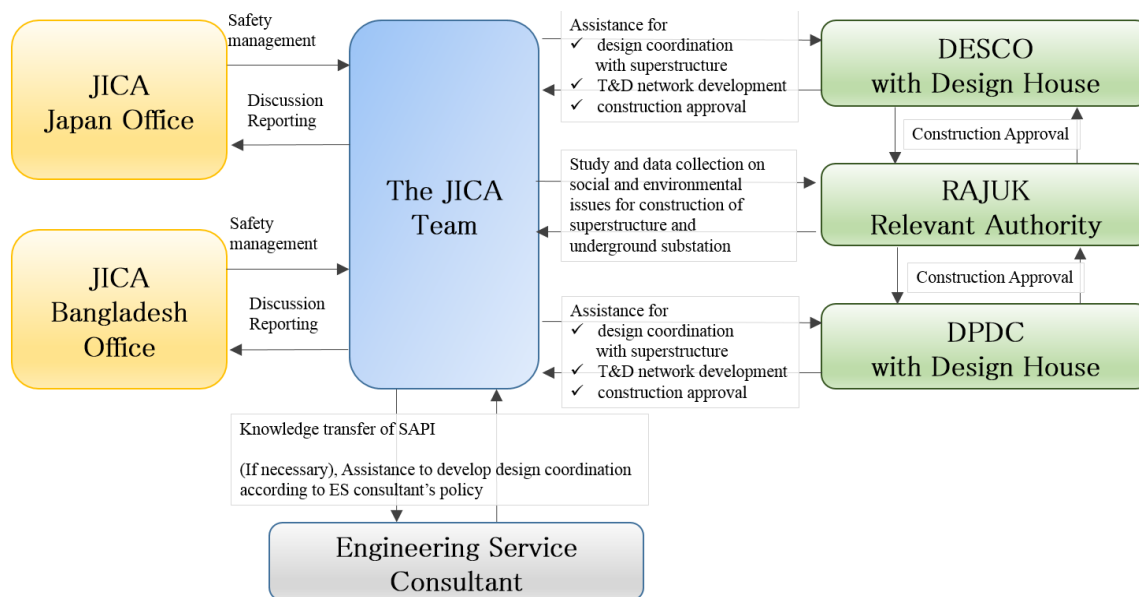 Safety
management
JICA
Japan Office
Discussion
Reporting
Safety
management
JICA
Bangladesh
Office
Discussion
Reporting
The JICA
Team
Assistance for
✓ design coordination
with superstructure
✓ T&D network development
✓ construction approval
Study and data collection on
social and environmental
issues for construction of
superstructure and
underground substation
Assistance for
✓ design coordination
with superstructure
✓ T&D network development
✓ construction approval
DESCO
with Design House
Construction Approval
RAJUK
Relevant Authority
Construction Approval
DPDC
with Design House
Knowledge transfer of SAPI
(If necessary), Assistance to develop design coordination
according to ES consultant’s policy
Engineering Service
Consultant